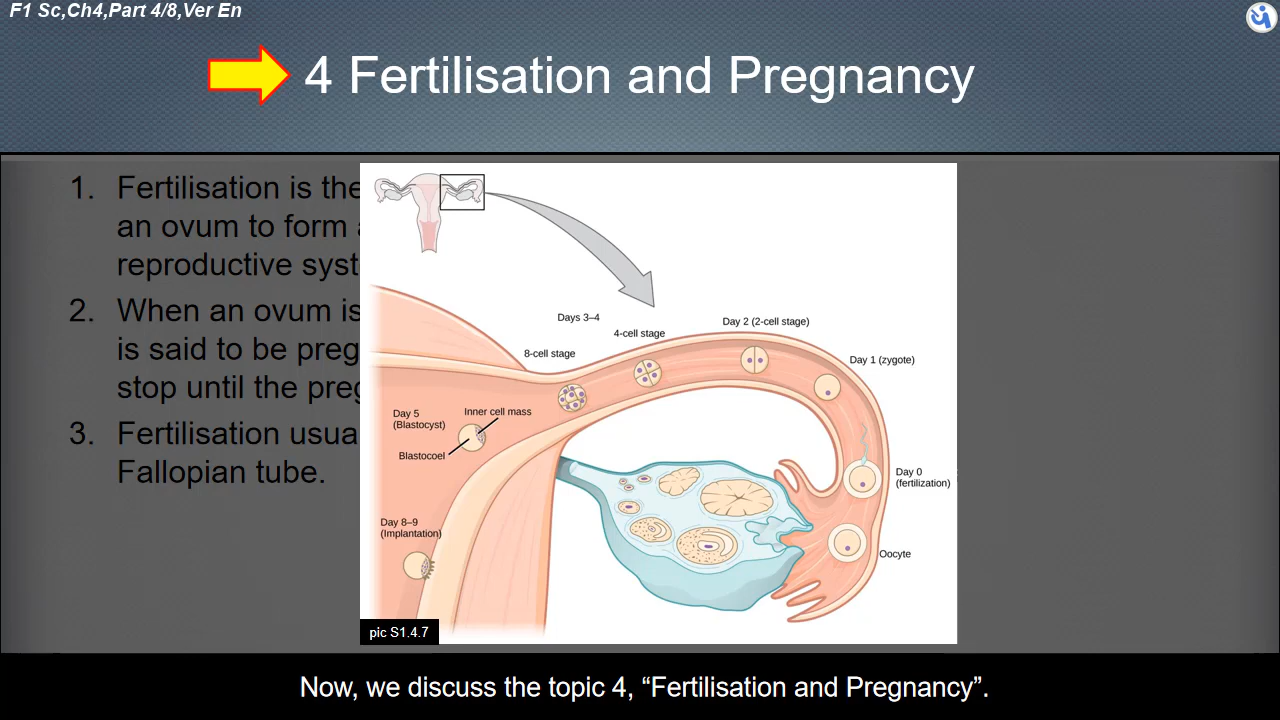 F1 Sc,Ch4,Part 4/8,Ver En
4 Fertilisation and Pregnancy
1. Fertilisation is the
an ovum to form
reproductive syst
2. When an ovum is
is said to be preg
stop until the preg
3. Fertilisation usua
Fallopian tube.
Days 3–4
4-cell stage
8-cell stage
Day 2 (2-cell stage)
Day 1 (zygote)
Day 5
(Blastocyst)
Inner cell mass
Blastocoel
Day 0
(fertilization)
Day 8–9
(Implantation)
Oocyte
pic S1.4.7
Now, we discuss the topic 4, “Fertilisation and Pregnancy”.